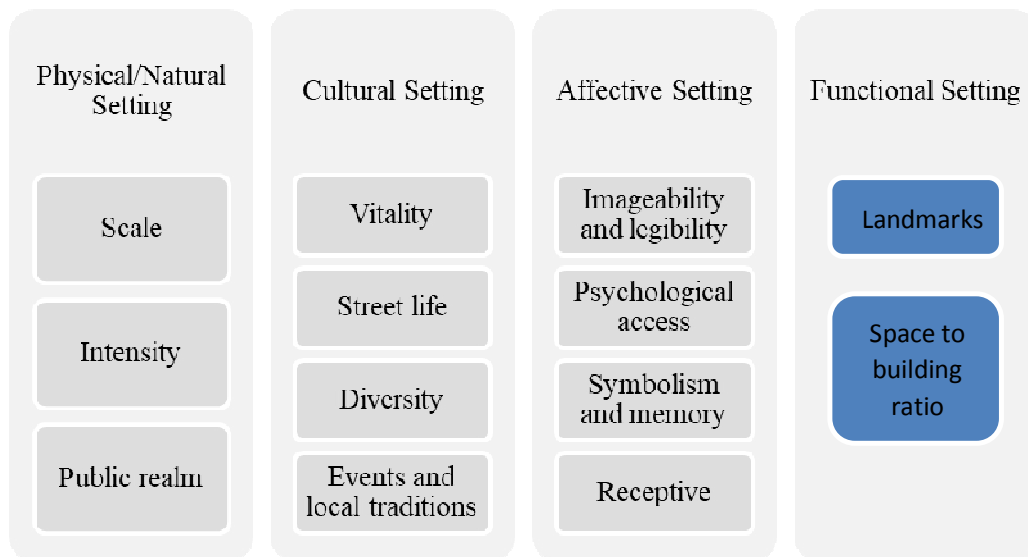 Physical/Natural
Setting
Scale
Intensity
Public realm
Cultural Setting
Vitality
Street life
Diversity
Events and
local traditions
Affective Setting
Imageability
and legibility
Psychological
access
Symbolism
and memory
Receptive
Functional Setting
Landmarks
Space to
building
ratio